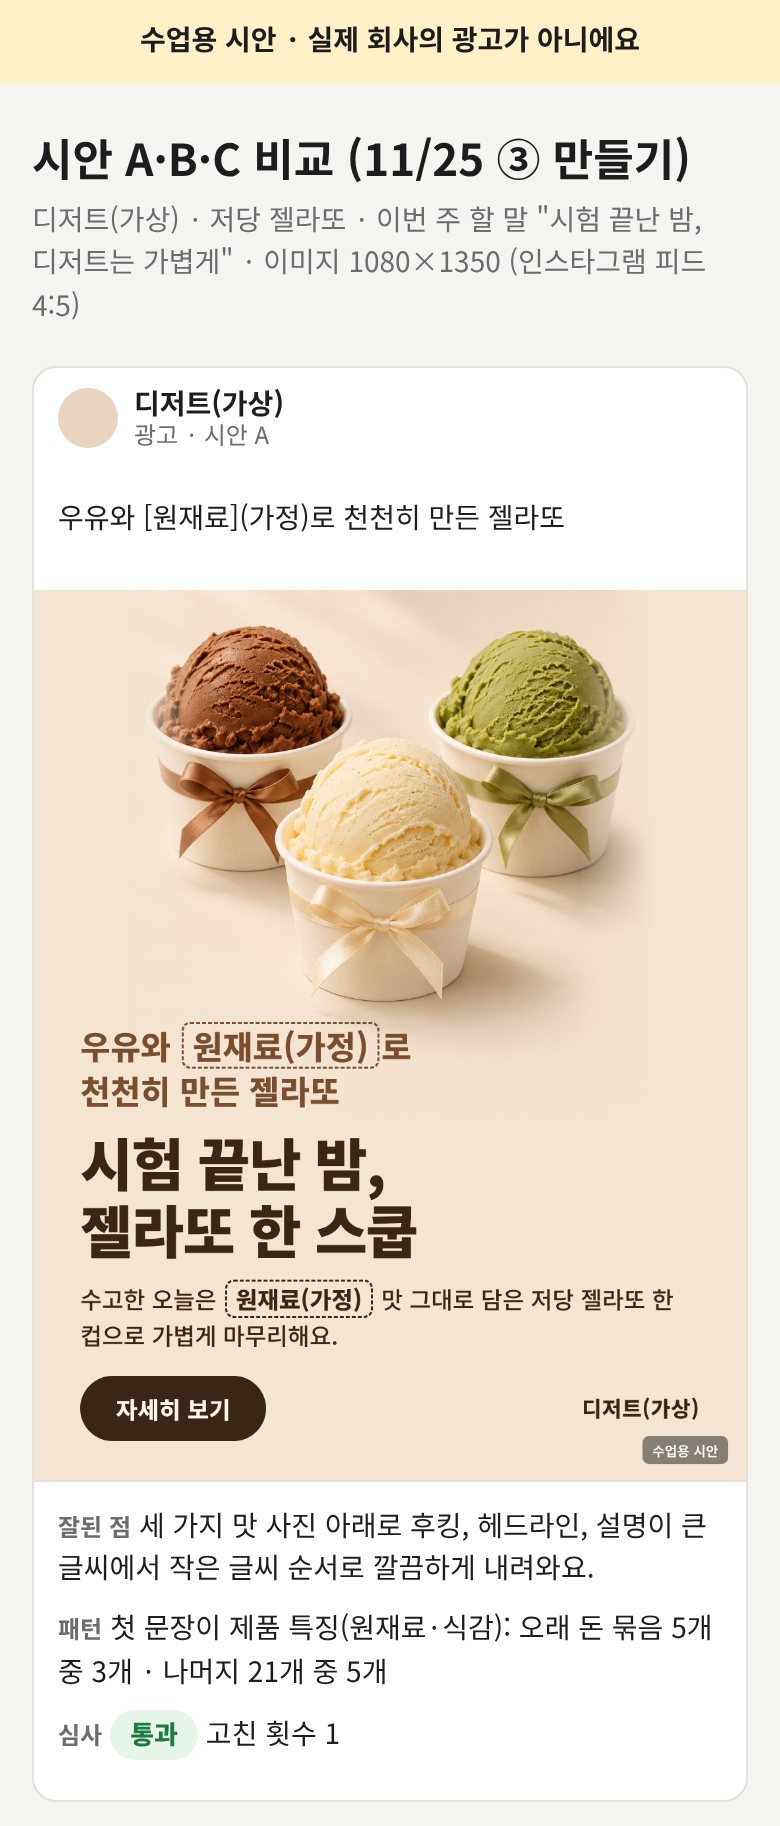 수업용 시안 · 실제 회사의 광고가 아니에요
시안 A·B·C 비교 (11/25 ③ 만들기)
디저트(가상) · 저당 젤라또 · 이번 주 할 말 "시험 끝난 밤,
디저트는 가볍게" · 이미지 1080×1350 (인스타그램 피드
4:5)
디저트(가상)
광고 · 시안 A
우유와 [원재료](가정)로 천천히 만든 젤라또
우유와 원재료(가정)로
천천히 만든 젤라또
시험 끝난 밤,
젤라또 한 스쿱
수고한 오늘은 원재료(가정) 맛 그대로 담은 저당 젤라또 한
컵으로 가볍게 마무리해요.
자세히 보기
디저트(가상)
수업용 시안
잘된 점 세 가지 맛 사진 아래로 후킹, 헤드라인, 설명이 큰
글씨에서 작은 글씨 순서로 깔끔하게 내려와요.
패턴 첫 문장이 제품 특징(원재료·식감): 오래 돈 묶음 5개
중 3개 · 나머지 21개 중 5개
심사 통과 고친 횟수 1